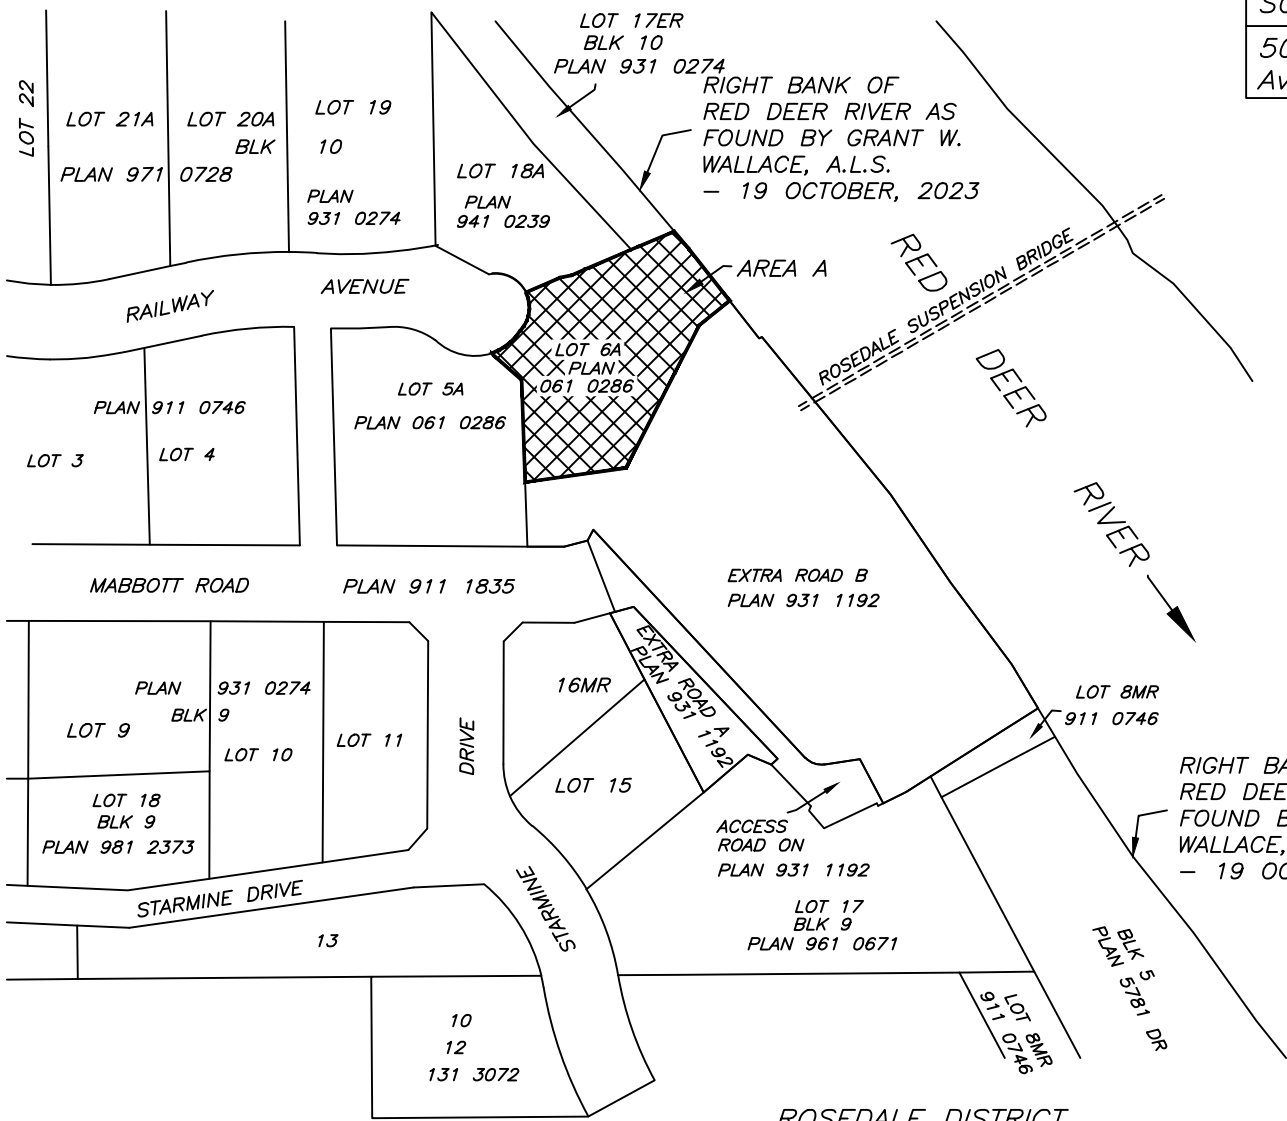 LOT 17ER
BLK 10
PLAN 931 0274
RIGHT BANK OF
RED DEER RIVER AS
FOUND BY GRANT W.
WALLACE, A.L.S.
– 19 OCTOBER, 2023
LOT 22
LOT 21A
LOT 20A
BLK 10
PLAN 971 0728
LOT 19
PLAN
931 0274
LOT 18A
PLAN
941 0239
AREA A
RED DEER RIVER
ROSEDALE SUSPENSION BRIDGE
RAILWAY AVENUE
LOT 6A
PLAN
061 0286
LOT 5A
PLAN 061 0286
PLAN 911 0746
LOT 3
LOT 4
MABBOTT ROAD
PLAN 911 1835
EXTRA ROAD B
PLAN 931 1192
EXTRA ROAD A
PLAN 931 1192
16MR
LOT 15
LOT 8MR
911 0746
PLAN 931 0274
BLK 9
LOT 9
LOT 10
LOT 11
DRIVE
LOT 18
BLK 9
PLAN 981 2373
ACCESS
ROAD ON
PLAN 931 1192
STARMINE DRIVE
STARMINE
13
LOT 17
BLK 9
PLAN 961 0671
BLK 5
PLAN 5781 DR
LOT 8MR
911 0746
10
12
131 3072
ROSEDALE DISTRICT
RIGHT BA
RED DEE
FOUND B
WALLACE,
– 19 OC
50
Av